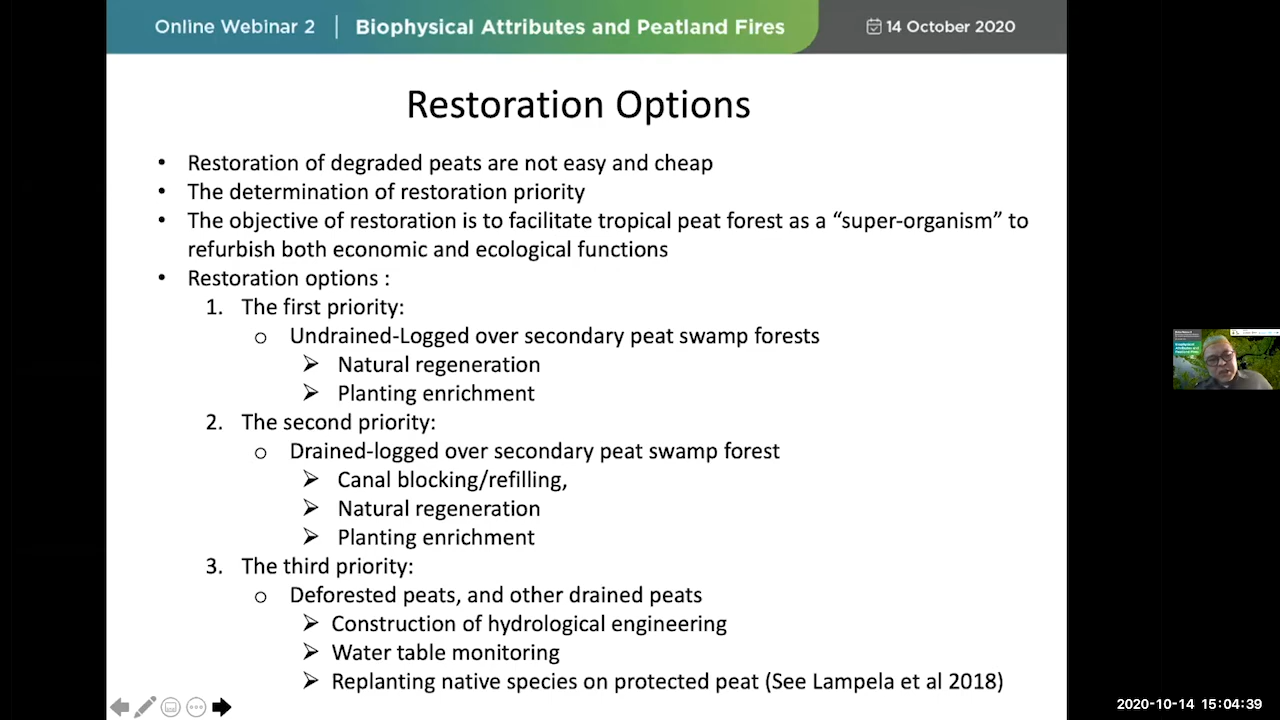 Online Webinar 2 | Biophysical Attributes and Peatland Fires
14 October 2020
Restoration Options
• Restoration of degraded peats are not easy and cheap
• The determination of restoration priority
• The objective of restoration is to facilitate tropical peat forest as a “super-organism” to
refurbish both economic and ecological functions
• Restoration options :
1. The first priority:
o Undrained-Logged over secondary peat swamp forests
➢ Natural regeneration
➢ Planting enrichment
2. The second priority:
o Drained-logged over secondary peat swamp forest
➢ Canal blocking/refilling,
➢ Natural regeneration
➢ Planting enrichment
3. The third priority:
o Deforested peats, and other drained peats
➢ Construction of hydrological engineering
➢ Water table monitoring
➢ Replanting native species on protected peat (See Lampela et al 2018)
Biophysical
Attributes and
Peatland Fires
2020-10-14 15:04:39